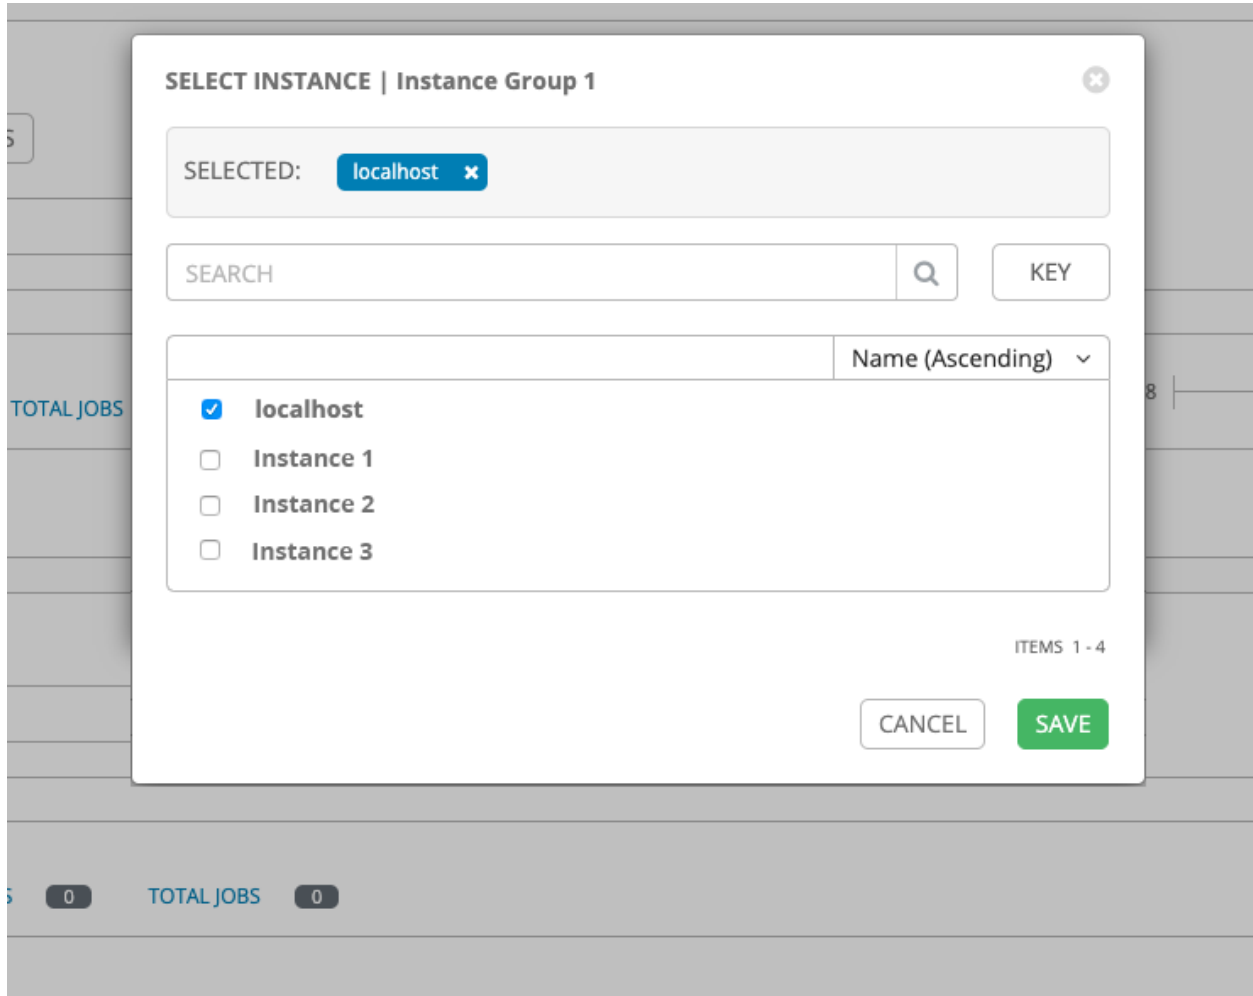 SELECT INSTANCE | Instance Group 1
SELECTED: localhost
SEARCH
KEY
Name (Ascending)
localhost
Instance 1
Instance 2
Instance 3
TOTAL JOBS
8
ITEMS 1 - 4
CANCEL
SAVE
S 0 TOTAL JOBS 0